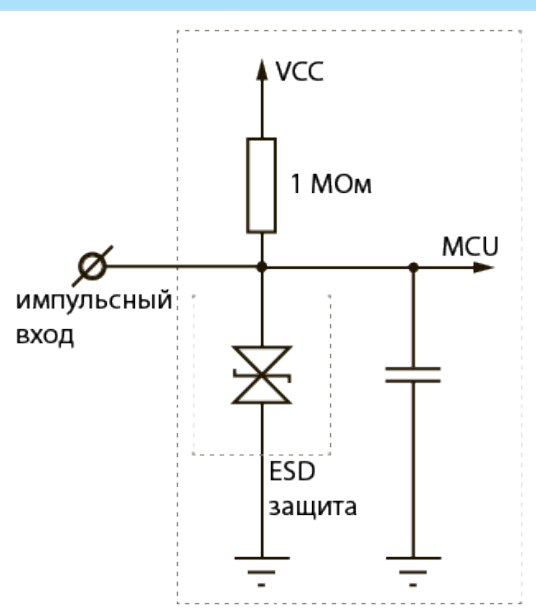 VCC
1 МОм
MCU
импульсный
вход
ESD
защита